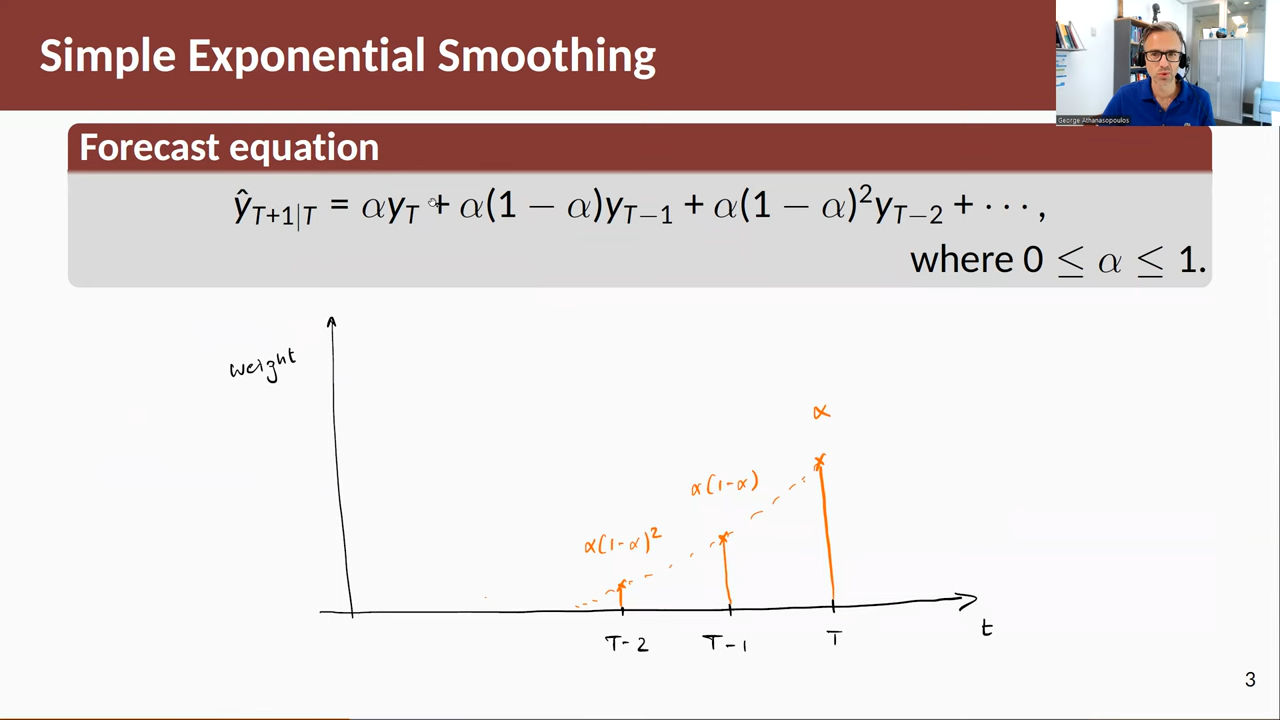 Simple Exponential Smoothing
George Athanasopoulos
Forecast equation
ŷ_{T+1|T} = αy_T + α(1 − α)y_{T−1} + α(1 − α)²y_{T−2} + ⋯,
where 0 ≤ α ≤ 1.
weight
α
α(1-α)
α(1-α)²
T-2 T-1 T
t
3